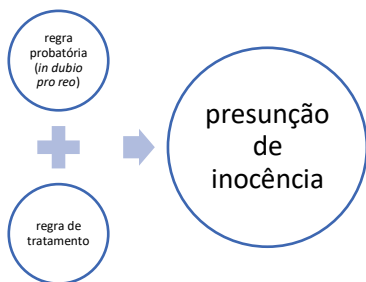 regra
probatória
(in dubio
pro reo)
regra de
tratamento
presunção
de
inocência